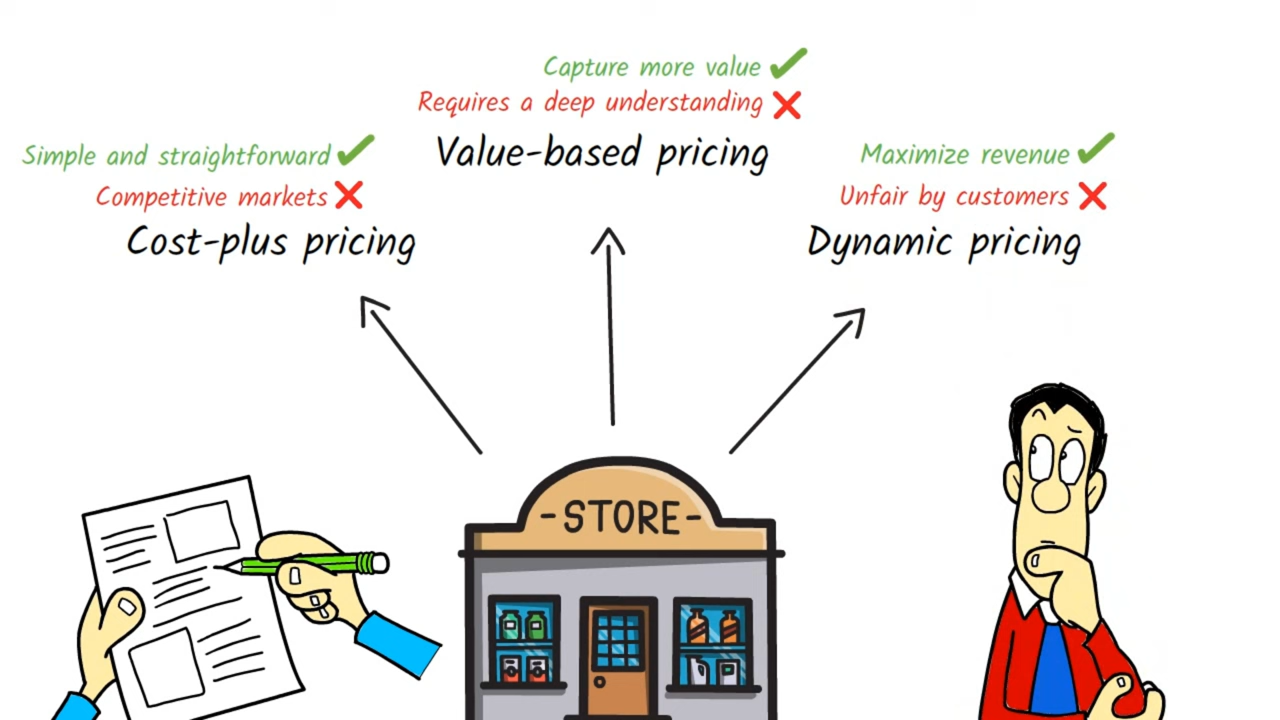 Capture more value
Requires a deep understanding
Value-based pricing
Simple and straightforward
Competitive markets
Cost-plus pricing
Maximize revenue
Unfair by customers
Dynamic pricing
-STORE-